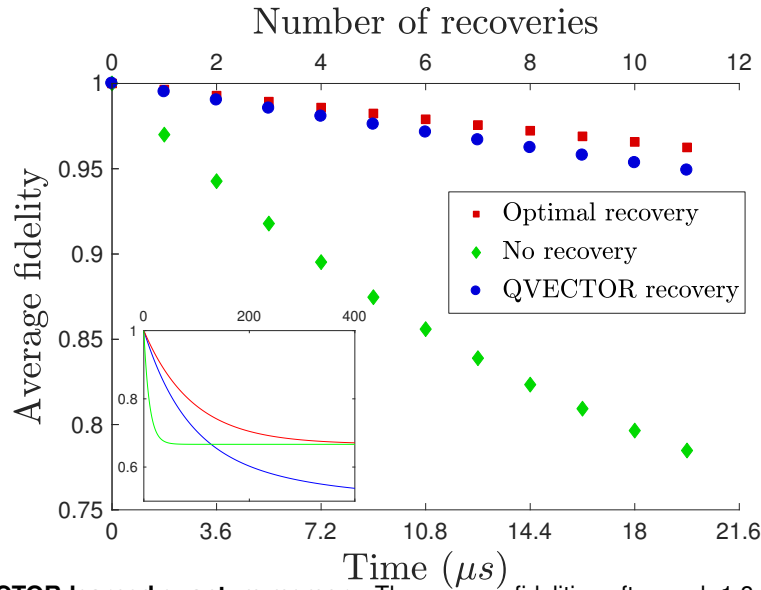 Number of recoveries
0 2 4 6 8 10 12
1
0.95
0.9
0.85
0.8
0.75
Average fidelity
Optimal recovery
No recovery
QVECTOR recovery
0 200 400
1
0.8
0.6
0 3.6 7.2 10.8 14.4 18 21.6
Time (μs)